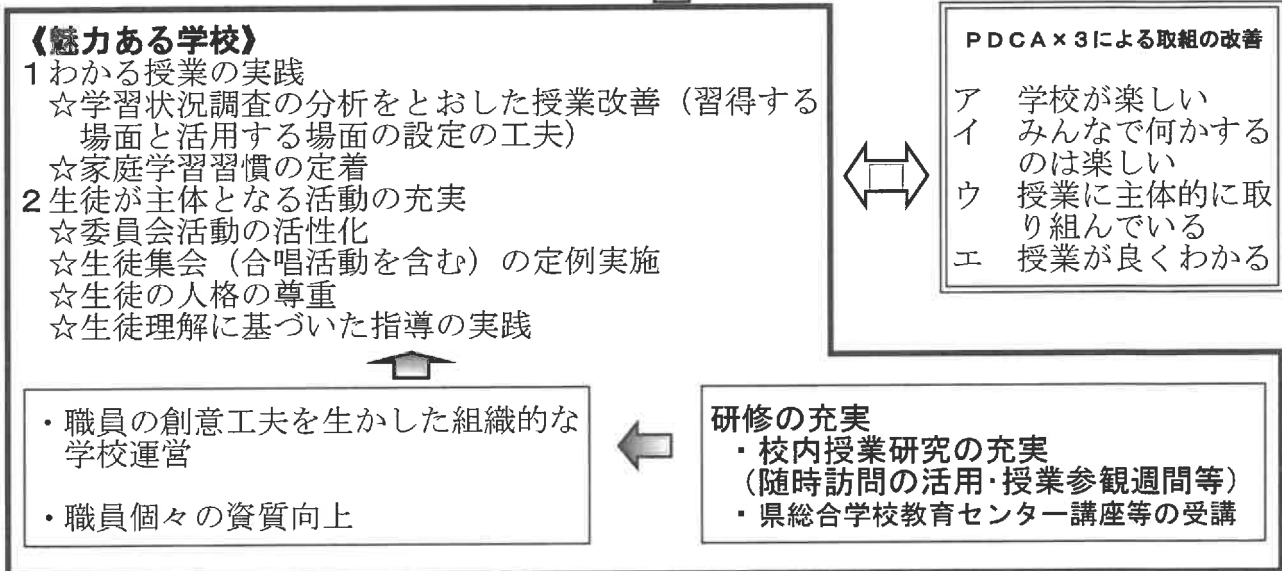 《魅力ある学校》
1わかる授業の実践
☆学習状況調査の分析をとおした授業改善（習得する
場面と活用する場面の設定の工夫）
☆家庭学習習慣の定着
2生徒が主体となる活動の充実
☆委員会活動の活性化
☆生徒集会（合唱活動を含む）の定例実施
☆生徒の人格の尊重
☆生徒理解に基づいた指導の実践
PDCA×3による取組の改善
ア 学校が楽しい
イ みんなで何かする
のは楽しい
ウ 授業に主体的に取
り組んでいる
エ 授業が良くわかる
・職員の創意工夫を生かした組織的な
学校運営
・職員個々の資質向上
研修の充実
・校内授業研究の充実
（随時訪問の活用・授業参観週間等）
・県総合学校教育センター講座等の受講